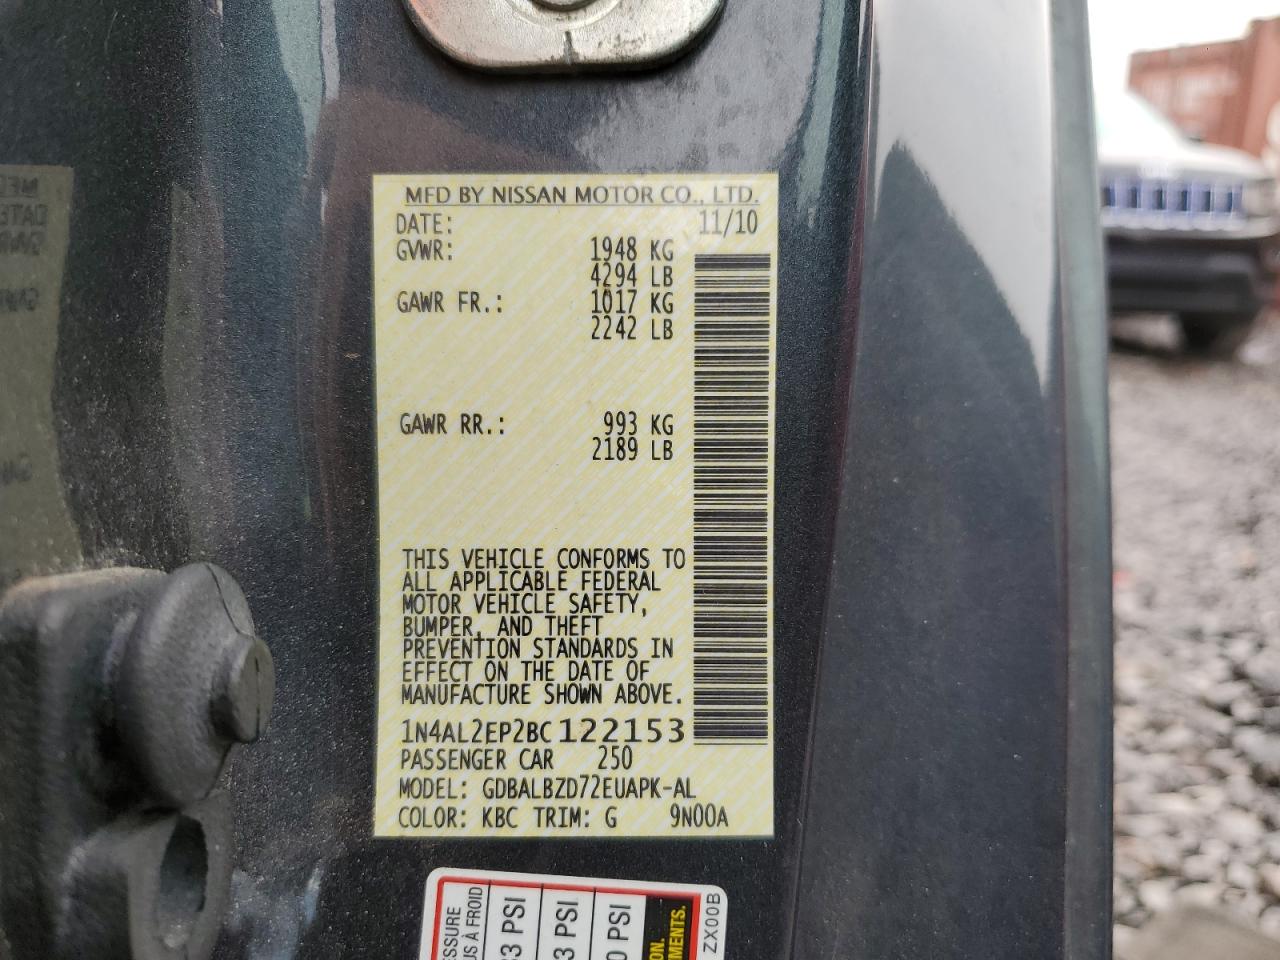 MFD BY NISSAN MOTOR CO., LTD.
DATE: 11/10
GVWR: 1948 KG
4294 LB
GAWR FR.: 1017 KG
2242 LB
GAWR RR.: 993 KG
2189 LB
THIS VEHICLE CONFORMS TO
ALL APPLICABLE FEDERAL
MOTOR VEHICLE SAFETY,
BUMPER, AND THEFT
PREVENTION STANDARDS IN
EFFECT ON THE DATE OF
MANUFACTURE SHOWN ABOVE.
1N4AL2EP2BC122153
PASSENGER CAR 250
MODEL: GDBALBZD72EUAPK-AL
COLOR: KBC TRIM: G 9N00A
À FROID
PSI
PSI
PSI
ZX00B